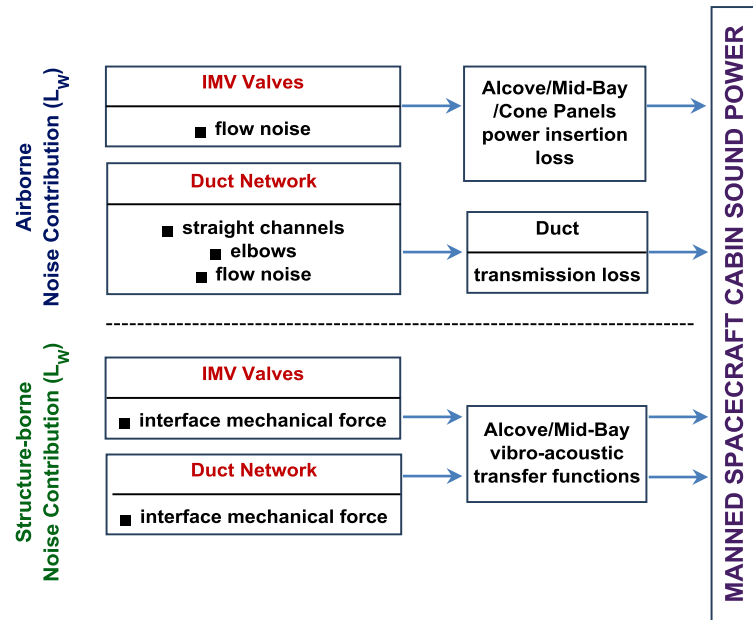 Airborne
Noise Contribution (LW)
IMV Valves
■ flow noise
Alcove/Mid-Bay
/Cone Panels
power insertion
loss
Duct Network
■ straight channels
■ elbows
■ flow noise
Duct
transmission loss
Structure-borne
Noise Contribution (LW)
IMV Valves
■ interface mechanical force
Duct Network
■ interface mechanical force
Alcove/Mid-Bay
vibro-acoustic
transfer functions
MANNED SPACECRAFT CABIN SOUND POWER